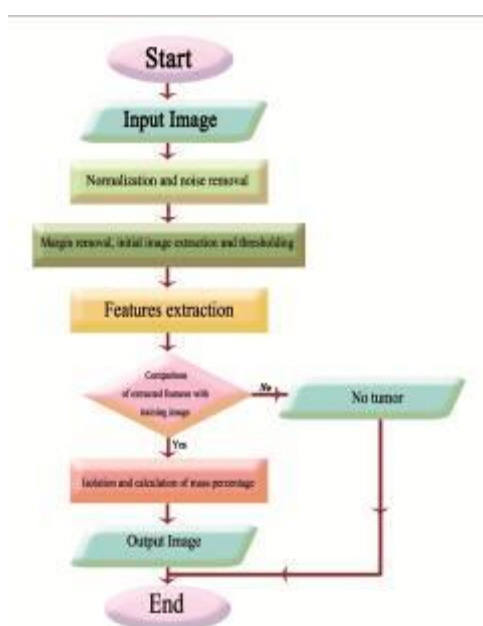 Start
Input Image
Normalization and noise removal
Margin removal, initial image extraction and thresholding
Features extraction
Comparison
of extracted features with
training image
No
No tumor
Yes
Isolation and calculation of mass percentage
Output Image
End